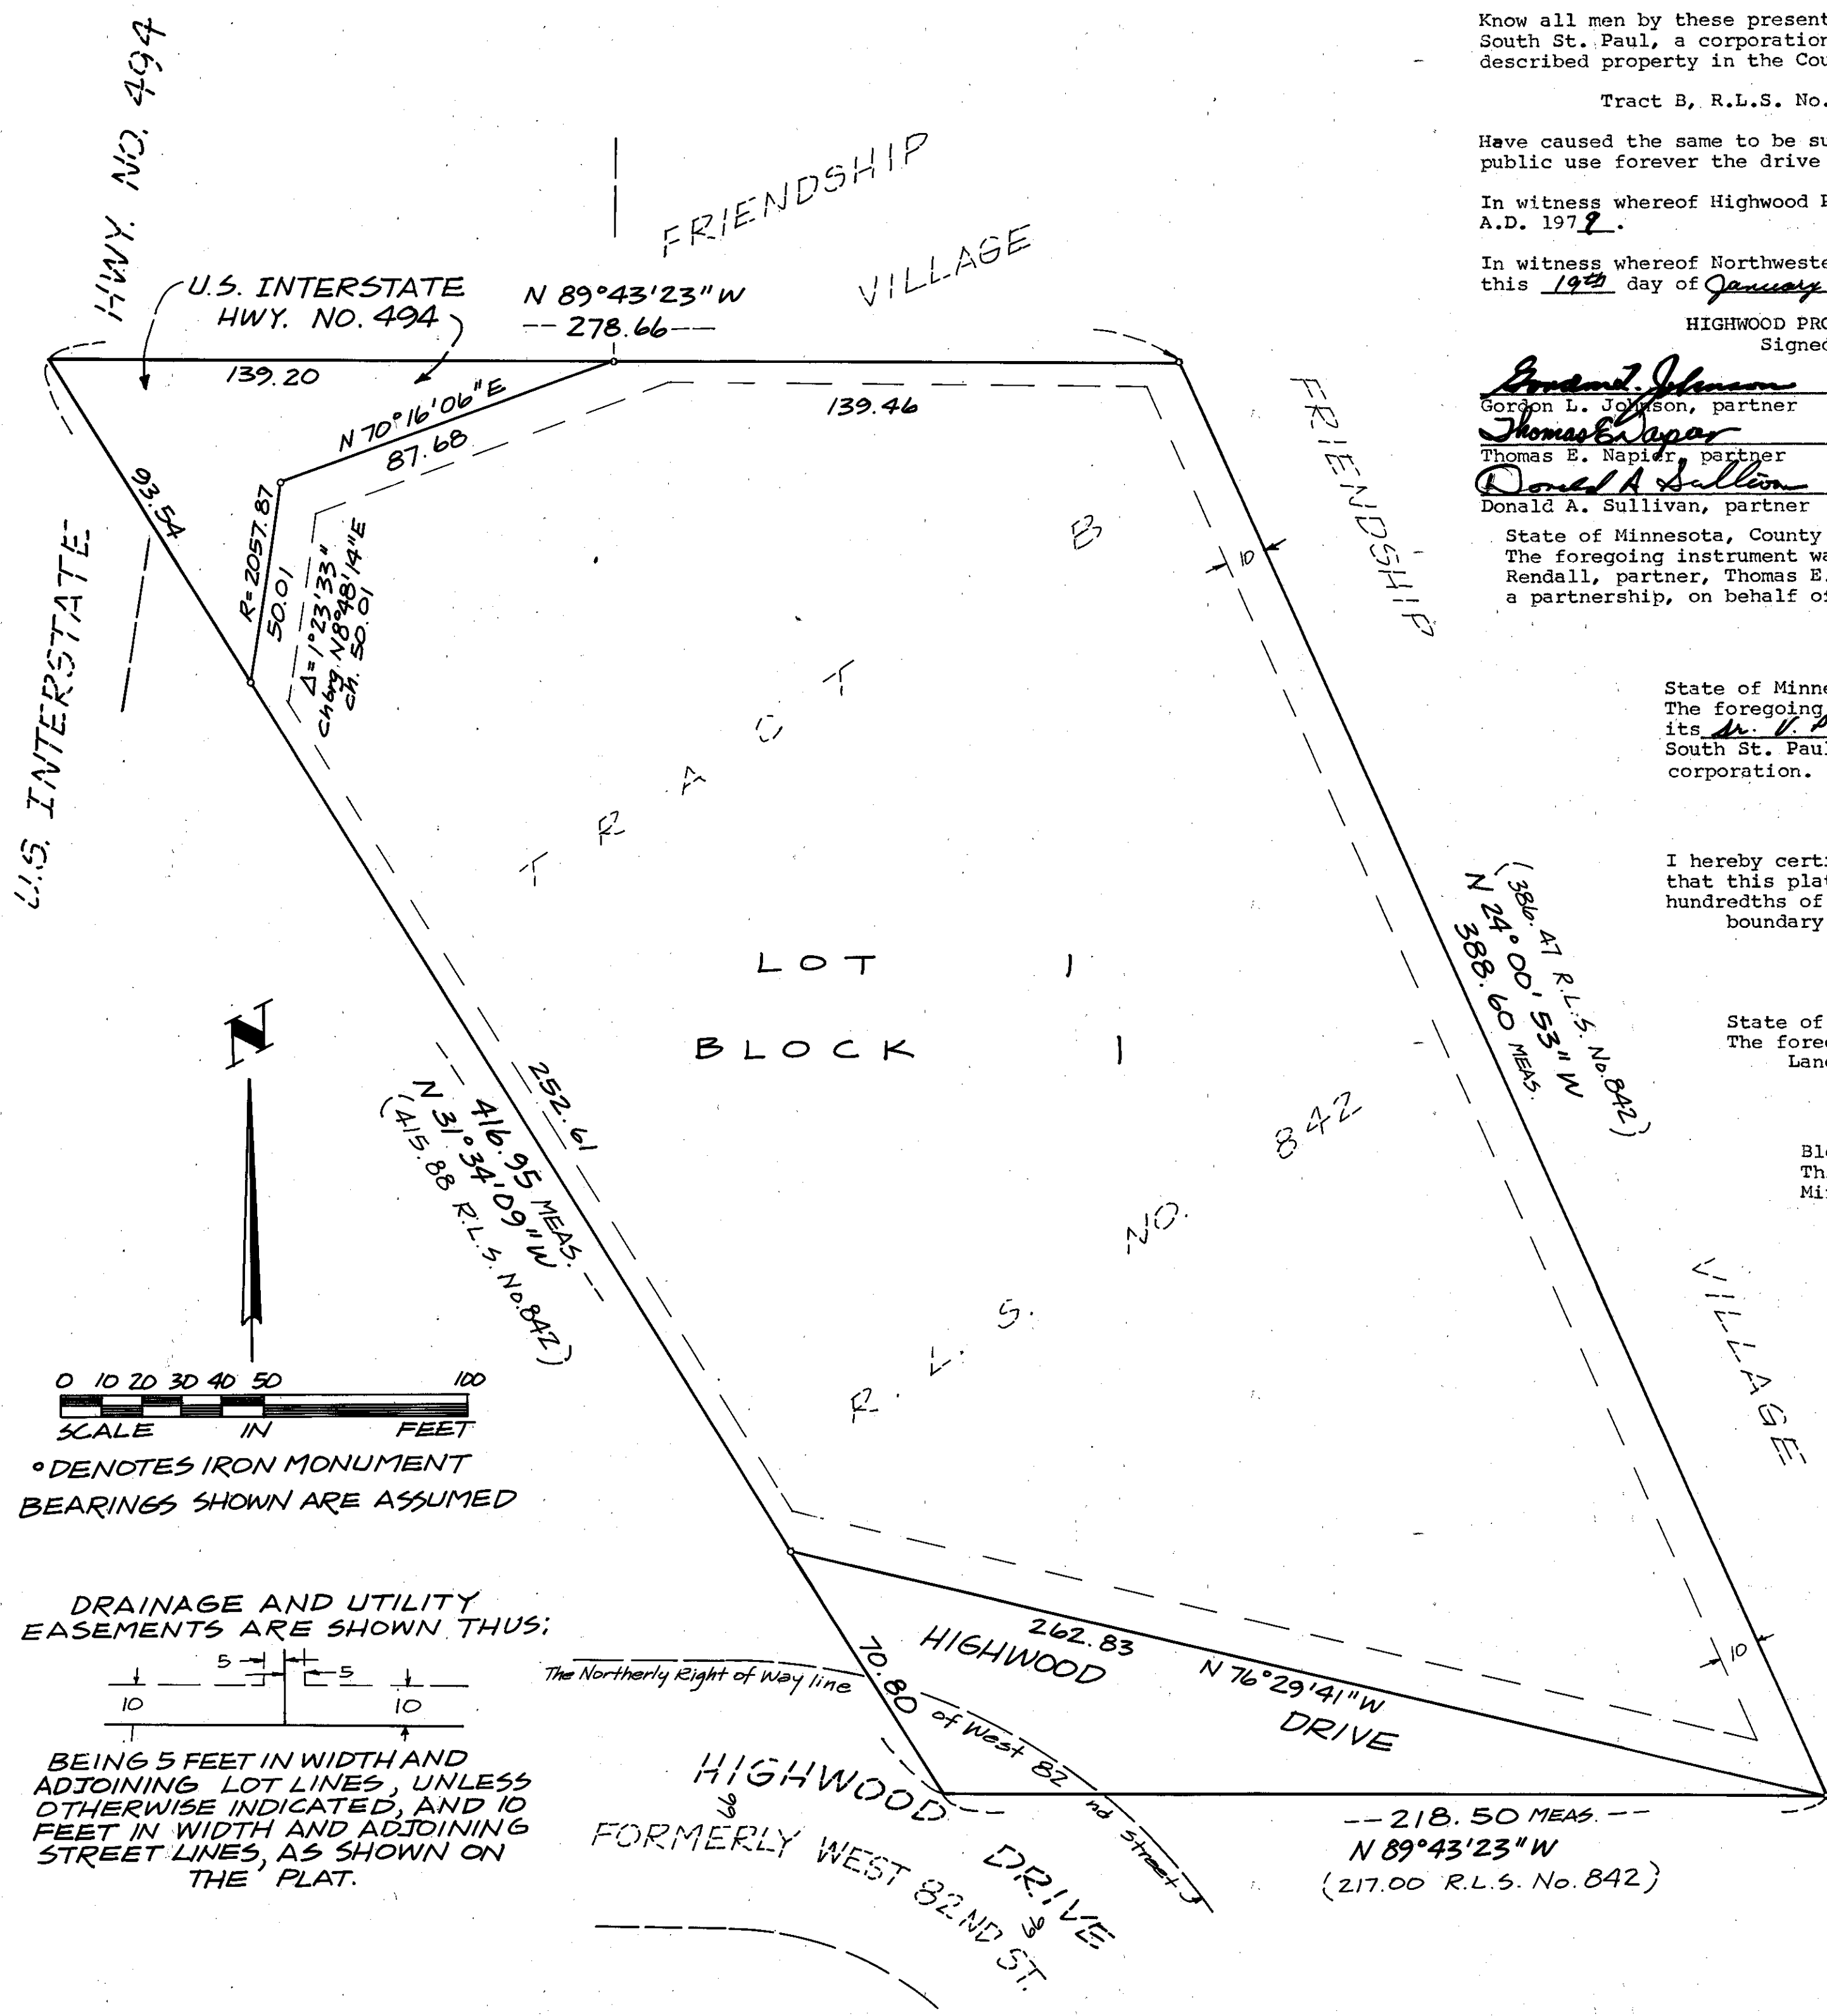 HWY. NO. 494
U.S. INTERSTATE
FRIENDSHIP
VILLAGE
U.S. INTERSTATE
HWY. NO. 494
N 89°43'23"W
--278.66--
139.20
139.46
N 70°16'06"E
87.68
93.54
R=2057.87
50.01
Δ=1°23'33"
chbrg N8°48'14"E
ch. 50.01
FRIENDSHIP
VILLAGE
10
TRACT B
LOT 1
BLOCK 1
R.L.S. NO. 842
(386.47 R.L.S. No.842)
N 24°00'53"W
388.60 MEAS.
252.61
416.95 MEAS.
N 31°34'09"W
(415.88 R.L.S. No.842)
N
0 10 20 30 40 50 100
SCALE IN FEET
°DENOTES IRON MONUMENT
BEARINGS SHOWN ARE ASSUMED
DRAINAGE AND UTILITY
EASEMENTS ARE SHOWN THUS:
5 5
10 10
BEING 5 FEET IN WIDTH AND
ADJOINING LOT LINES, UNLESS
OTHERWISE INDICATED, AND 10
FEET IN WIDTH AND ADJOINING
STREET LINES, AS SHOWN ON
THE PLAT.
10
262.83
N 76°29'41"W
HIGHWOOD DRIVE
70.80
The Northerly Right of Way line of West 82nd Street
HIGHWOOD DRIVE
66 66
FORMERLY WEST 82ND ST.
--218.50 MEAS.--
N 89°43'23"W
(217.00 R.L.S. No. 842)
Know all men by these present
South St. Paul, a corporation
described property in the Cou
Tract B, R.L.S. No.
Have caused the same to be su
public use forever the drive
In witness whereof Highwood P
A.D. 1979.
In witness whereof Northweste
this 19th day of January
HIGHWOOD PRO
Signed
Gordon L. Johnson
Gordon L. Johnson, partner
Thomas E. Napier
Thomas E. Napier, partner
Donald A Sullivan
Donald A. Sullivan, partner
State of Minnesota, County
The foregoing instrument wa
Rendall, partner, Thomas E.
a partnership, on behalf of
State of Minne
The foregoing
its Sr. V. P
South St. Paul
corporation.
I hereby certi
that this plat
hundredths of
boundary
State of
The foreg
Land
Blo
Thi
Min